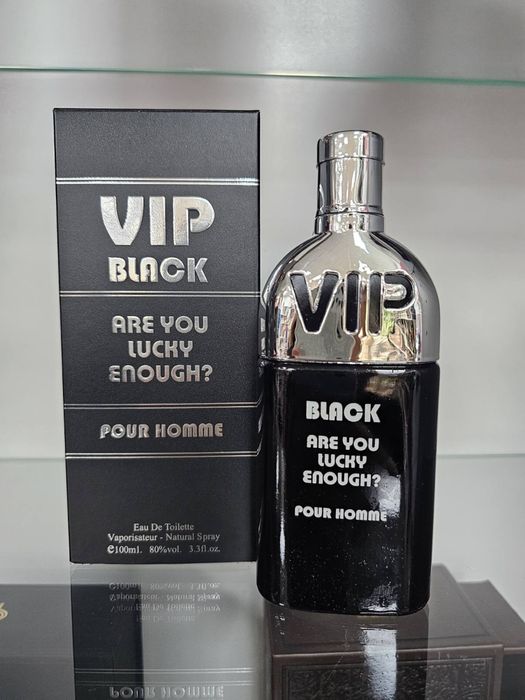 VIP
BLACK
ARE YOU
LUCKY
ENOUGH?
POUR HOMME
Eau De Toilette
Vaporisateur - Natural Spray
℮100ml. 80%vol. 3.3fl.oz.
VIP
BLACK
ARE YOU
LUCKY
ENOUGH?
POUR HOMME